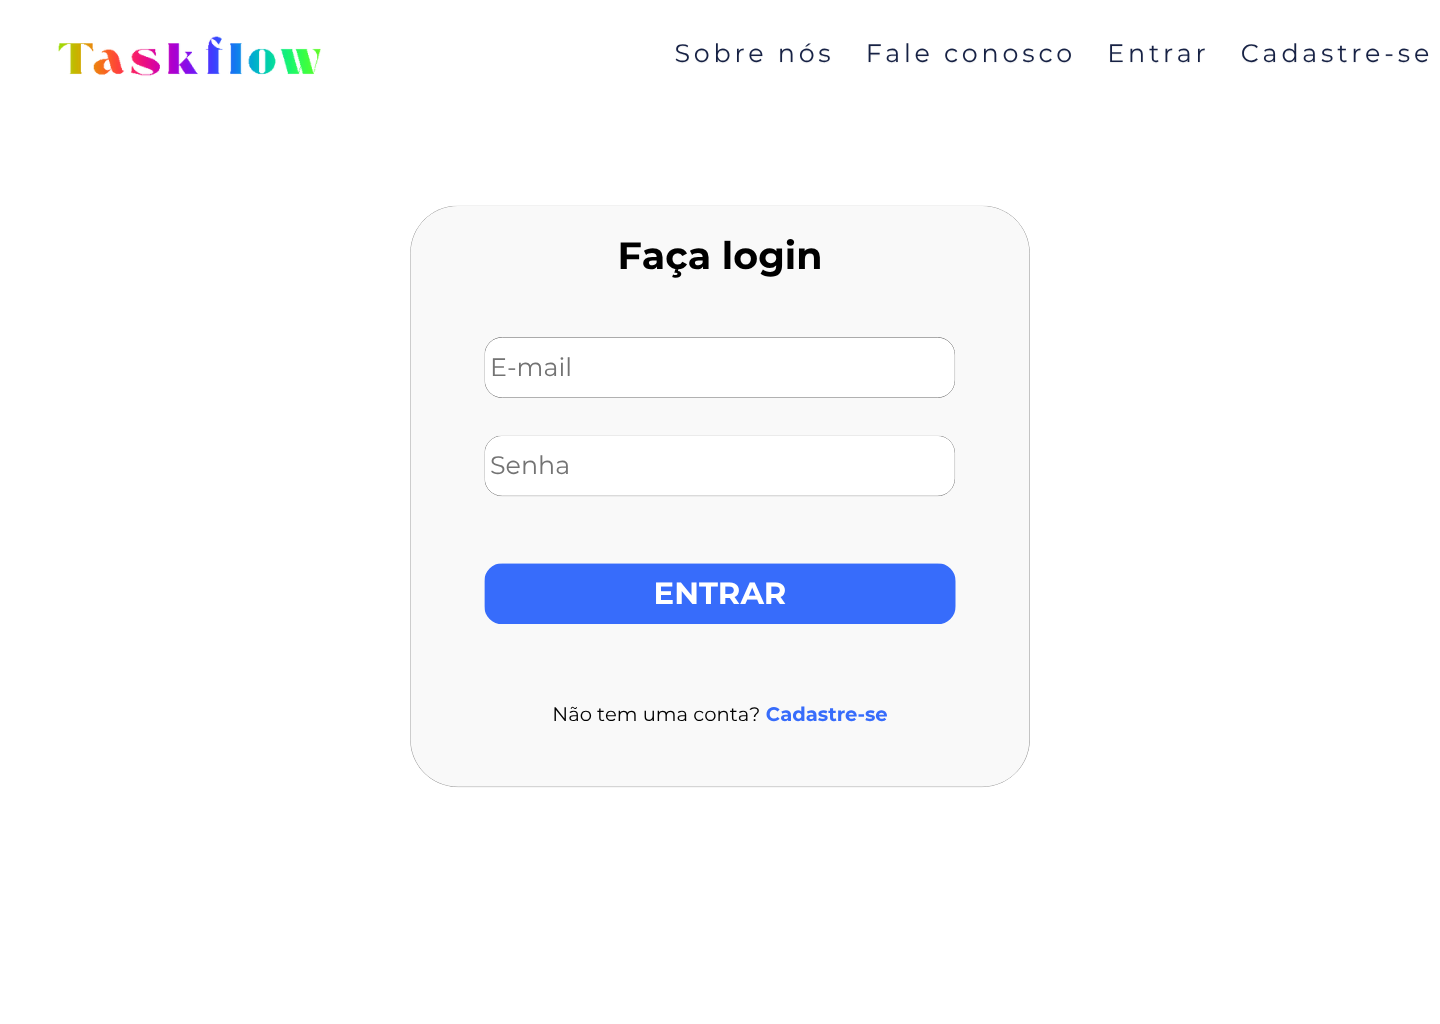 Taskflow
Sobre nós Fale conosco Entrar Cadastre-se
Faça login
E-mail
Senha
ENTRAR
Não tem uma conta? Cadastre-se